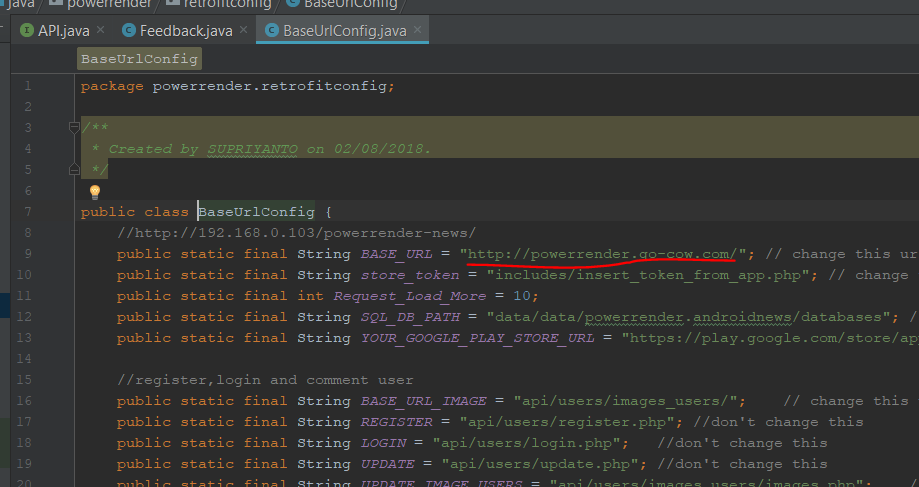 java powerrender retrofitconfig BaseUrlConfig
API.java Feedback.java BaseUrlConfig.java
BaseUrlConfig
1 package powerrender.retrofitconfig;
2
3 /**
4 * Created by SUPRIYANTO on 02/08/2018.
5 */
6
7 public class BaseUrlConfig {
8 //http://192.168.0.103/powerrender-news/
9 public static final String BASE_URL = "http://powerrender.go-cow.com/"; // change this ur
10 public static final String store_token = "includes/insert_token_from_app.php"; // change
11 public static final int Request_Load_More = 10;
12 public static final String SQL_DB_PATH = "data/data/powerrender.androidnews/databases"; /
13 public static final String YOUR_GOOGLE_PLAY_STORE_URL = "https://play.google.com/store/ap
14
15 //register,login and comment user
16 public static final String BASE_URL_IMAGE = "api/users/images_users/"; // change this
17 public static final String REGISTER = "api/users/register.php"; //don't change this
18 public static final String LOGIN = "api/users/login.php"; //don't change this
19 public static final String UPDATE = "api/users/update.php"; //don't change this
20 public static final String UPDATE_IMAGE_USERS = "api/users/images_users/images.php"; /